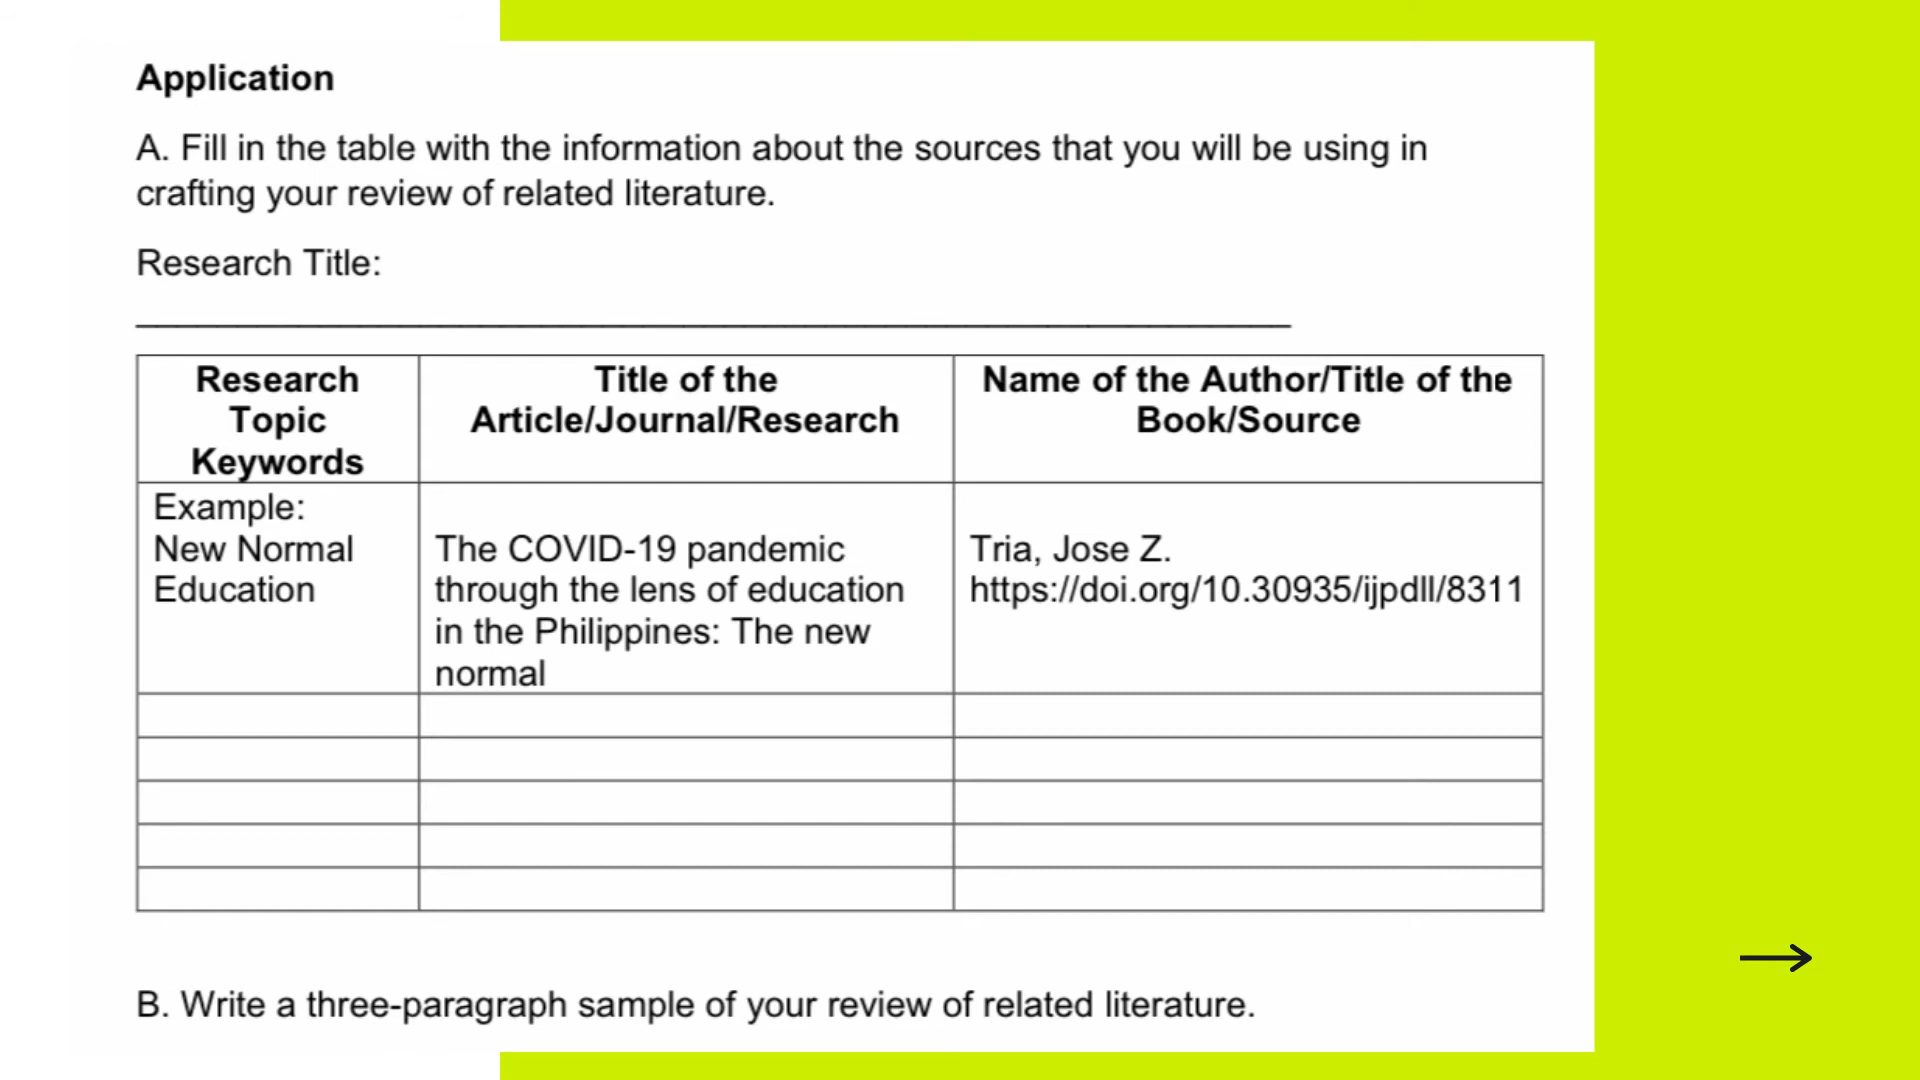 Application
A. Fill in the table with the information about the sources that you will be using in
crafting your review of related literature.
Research Title:
Research
Topic
Keywords
Title of the
Article/Journal/Research
Name of the Author/Title of the
Book/Source
Example:
New Normal
Education
The COVID-19 pandemic
through the lens of education
in the Philippines: The new
normal
Tria, Jose Z.
https://doi.org/10.30935/ijpdll/8311
B. Write a three-paragraph sample of your review of related literature.